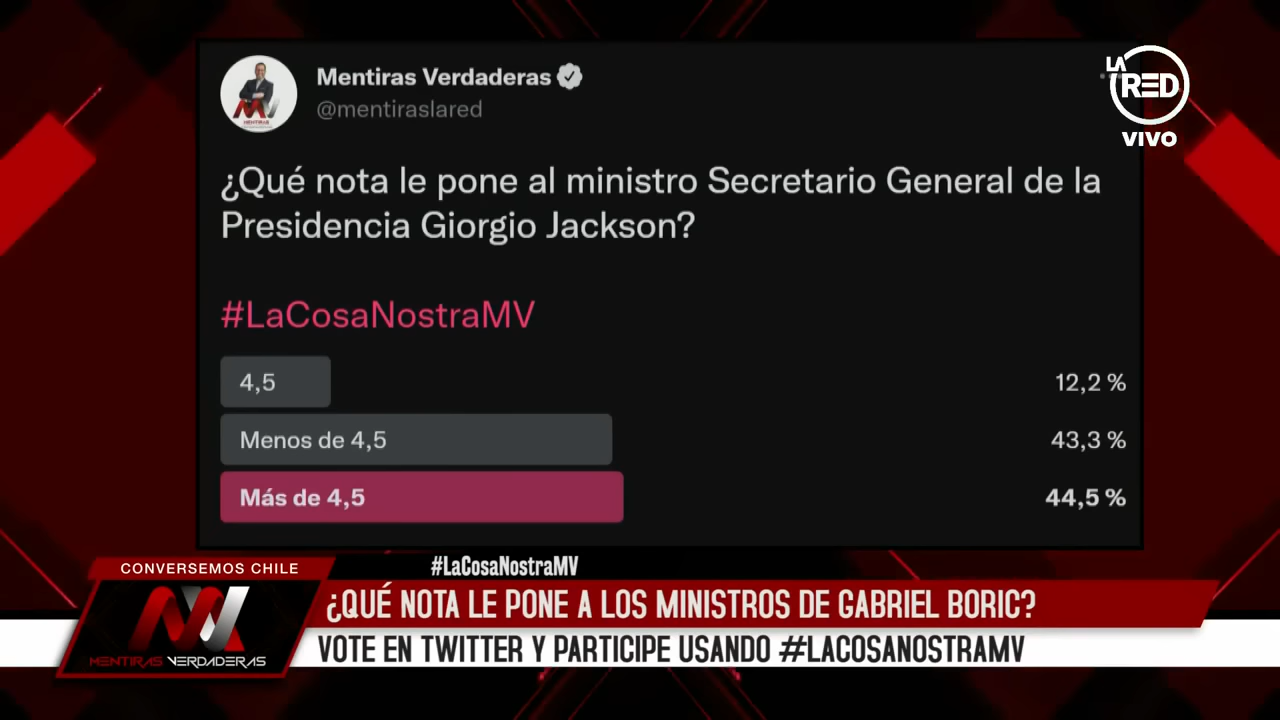 Mentiras Verdaderas
@mentiraslared
LA RED
VIVO
¿Qué nota le pone al ministro Secretario General de la
Presidencia Giorgio Jackson?
#LaCosaNostraMV
4,5 12,2 %
Menos de 4,5 43,3 %
Más de 4,5 44,5 %
#LaCosaNostraMV
CONVERSEMOS CHILE
¿QUÉ NOTA LE PONE A LOS MINISTROS DE GABRIEL BORIC?
MENTIRAS VERDADERAS
VOTE EN TWITTER Y PARTICIPE USANDO #LACOSANOSTRAMV